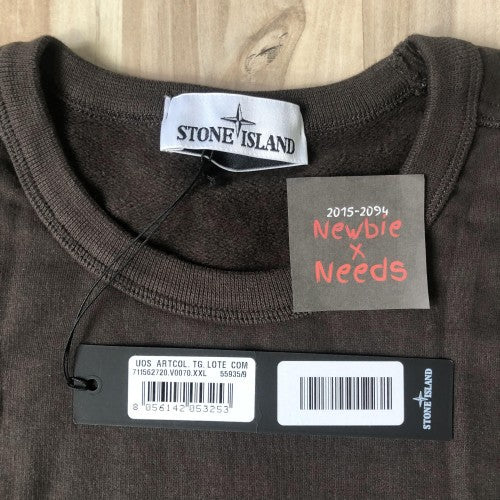 STONE ISLAND
2015-2094
Newbie
x
Needs
UOS ARTCOL. TG. LOTE COM
711562720.V0070.XXL 55935/9
8 056142 053253
STONE ISLAND